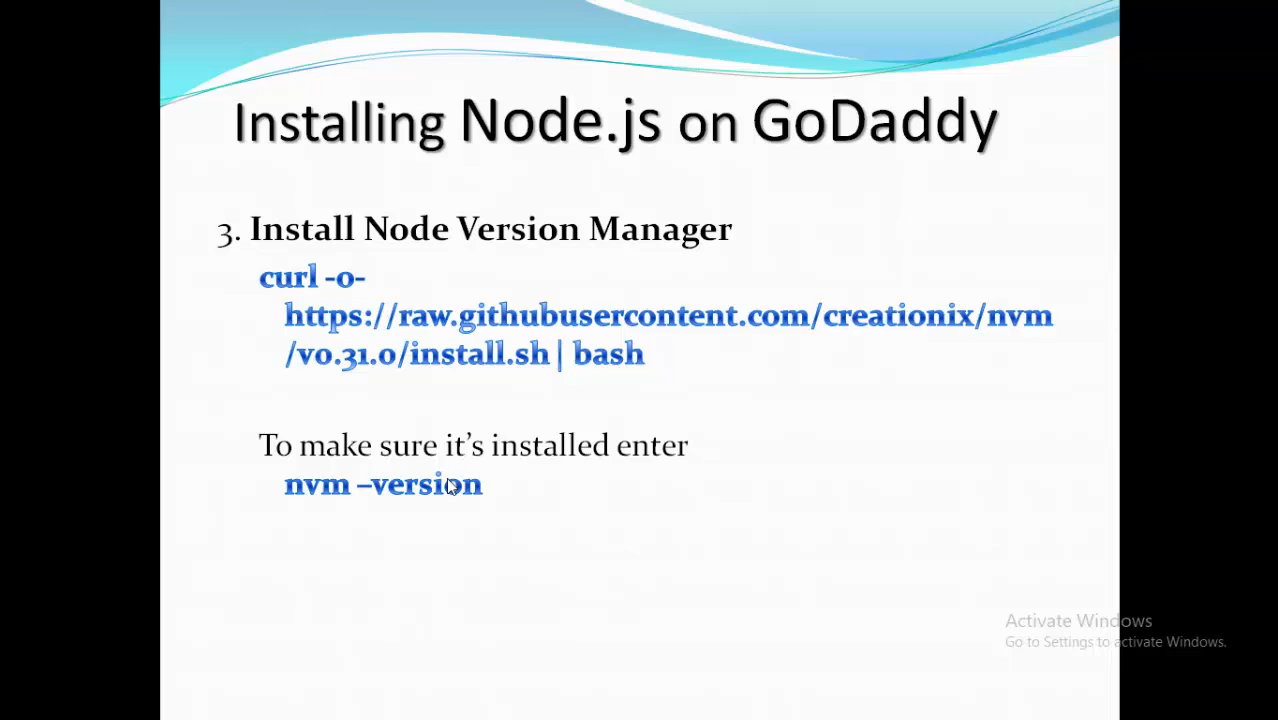 Installing Node.js on GoDaddy
3. Install Node Version Manager
curl -o-
https://raw.githubusercontent.com/creationix/nvm
/v0.31.0/install.sh | bash
To make sure it’s installed enter
nvm –version
Activate Windows
Go to Settings to activate Windows.